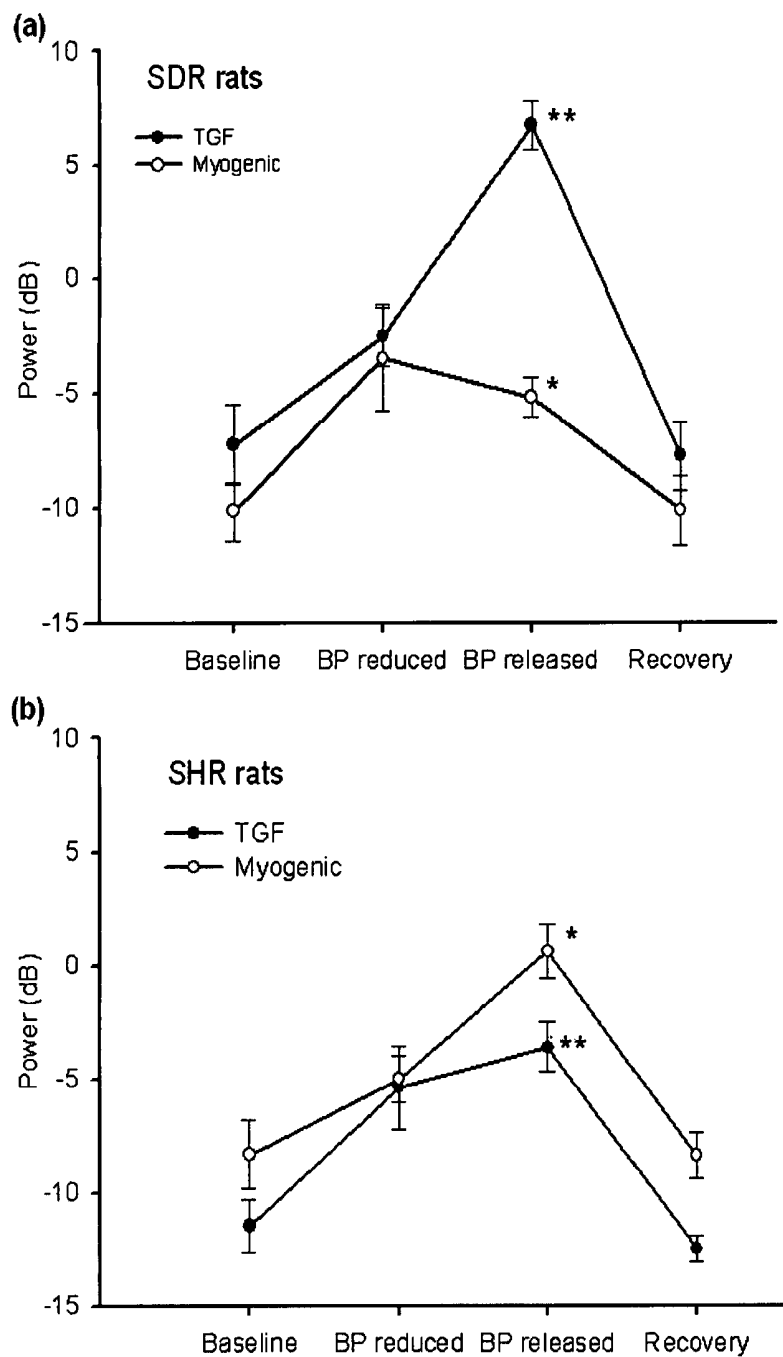 (a)
10
SDR rats
TGF
Myogenic
**
5
0
Power (dB)
*
-5
-10
-15
Baseline BP reduced BP released Recovery
(b)
10
SHR rats
TGF
Myogenic
5
*
0
Power (dB)
**
-5
-10
-15
Baseline BP reduced BP released Recovery